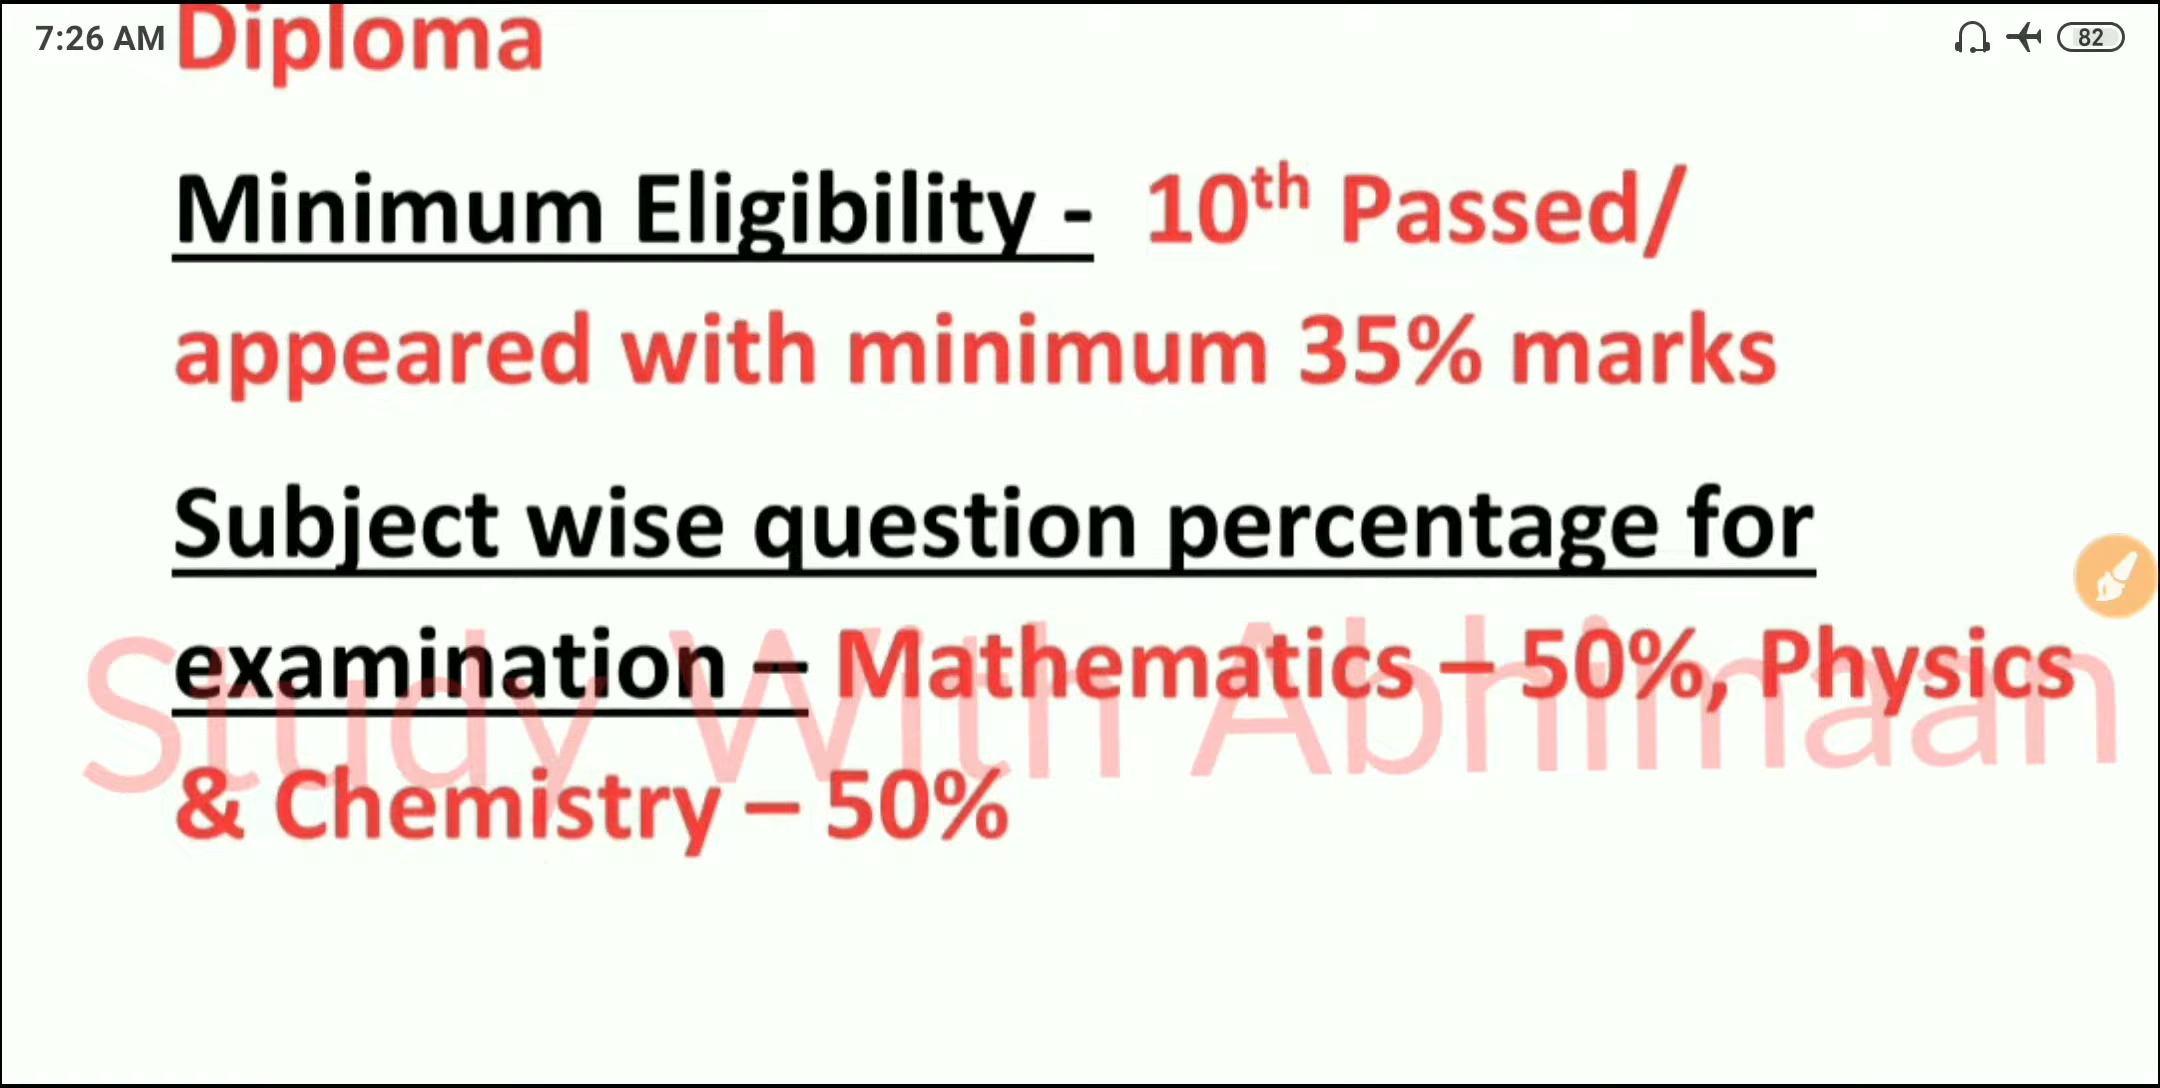 7:26 AM Diploma 82
Minimum Eligibility - 10th Passed/
appeared with minimum 35% marks
Subject wise question percentage for
examination – Mathematics – 50%, Physics
Study With Abhimaan
& Chemistry – 50%